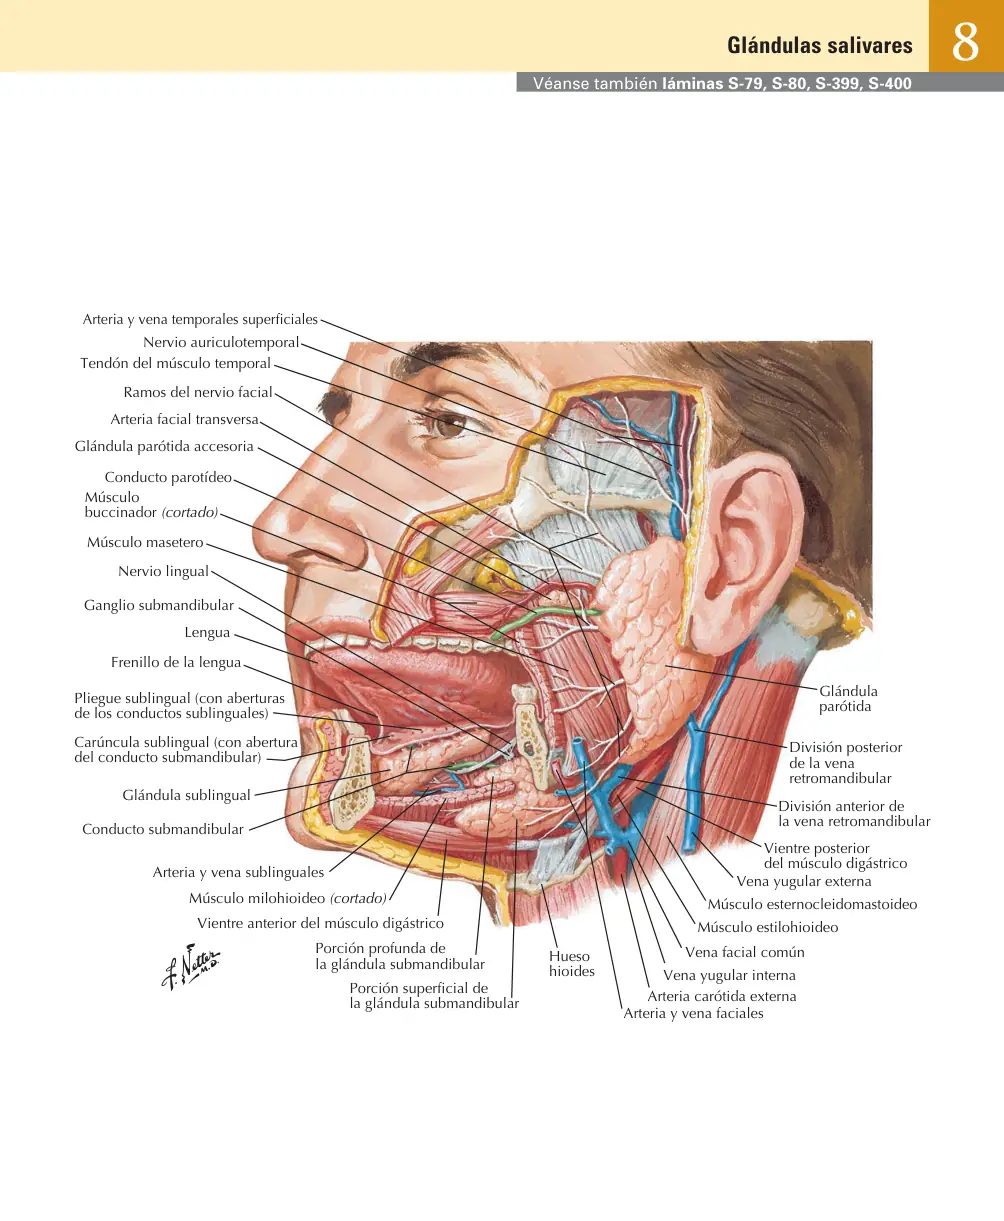 Glándulas salivares
8
Véanse también láminas S-79, S-80, S-399, S-400
Arteria y vena temporales superficiales
Nervio auriculotemporal
Tendón del músculo temporal
Ramos del nervio facial
Arteria facial transversa
Glándula parótida accesoria
Conducto parotídeo
Músculo
buccinador (cortado)
Músculo masetero
Nervio lingual
Ganglio submandibular
Lengua
Frenillo de la lengua
Pliegue sublingual (con aberturas
de los conductos sublinguales)
Carúncula sublingual (con abertura
del conducto submandibular)
Glándula sublingual
Conducto submandibular
Arteria y vena sublinguales
Músculo milohioideo (cortado)
Vientre anterior del músculo digástrico
Porción profunda de
la glándula submandibular
Porción superficial de
la glándula submandibular
Hueso
hioides
Glándula
parótida
División posterior
de la vena
retromandibular
División anterior de
la vena retromandibular
Vientre posterior
del músculo digástrico
Vena yugular externa
Músculo esternocleidomastoideo
Músculo estilohioideo
Vena facial común
Vena yugular interna
Arteria carótida externa
Arteria y vena faciales
F. Netter
M.D.